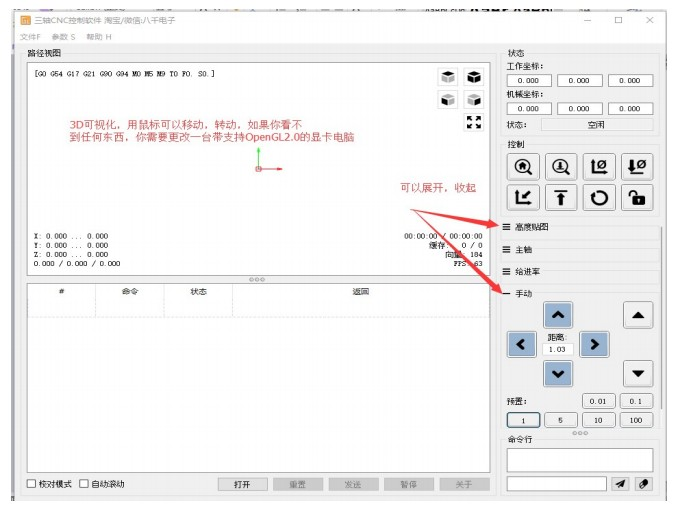 三轴CNC控制软件 淘宝/微信:八千电子
文件F 参数 S 帮助 H
路径视图
[G0 G54 G17 G21 G90 G94 M0 M5 M9 T0 F0. S0.]
3D可视化，用鼠标可以移动，转动，如果你看不
到任何东西，你需要更改一台带支持OpenGL2.0的显卡电脑
可以展开，收起
X: 0.000 ... 0.000
Y: 0.000 ... 0.000
Z: 0.000 ... 0.000
0.000 / 0.000 / 0.000
00:00:00 / 00:00:00
缓存: 0 / 0
向量: 184
FPS: 63
# 命令 状态 返回
校对模式 自动滚动 打开 重置 发送 暂停 关于
状态
工作坐标:
0.000 0.000 0.000
机械坐标:
0.000 0.000 0.000
状态: 空闲
控制
高度贴图
主轴
给进率
手动
距离:
1.03
预置: 0.01 0.1
1 5 10 100
命令行